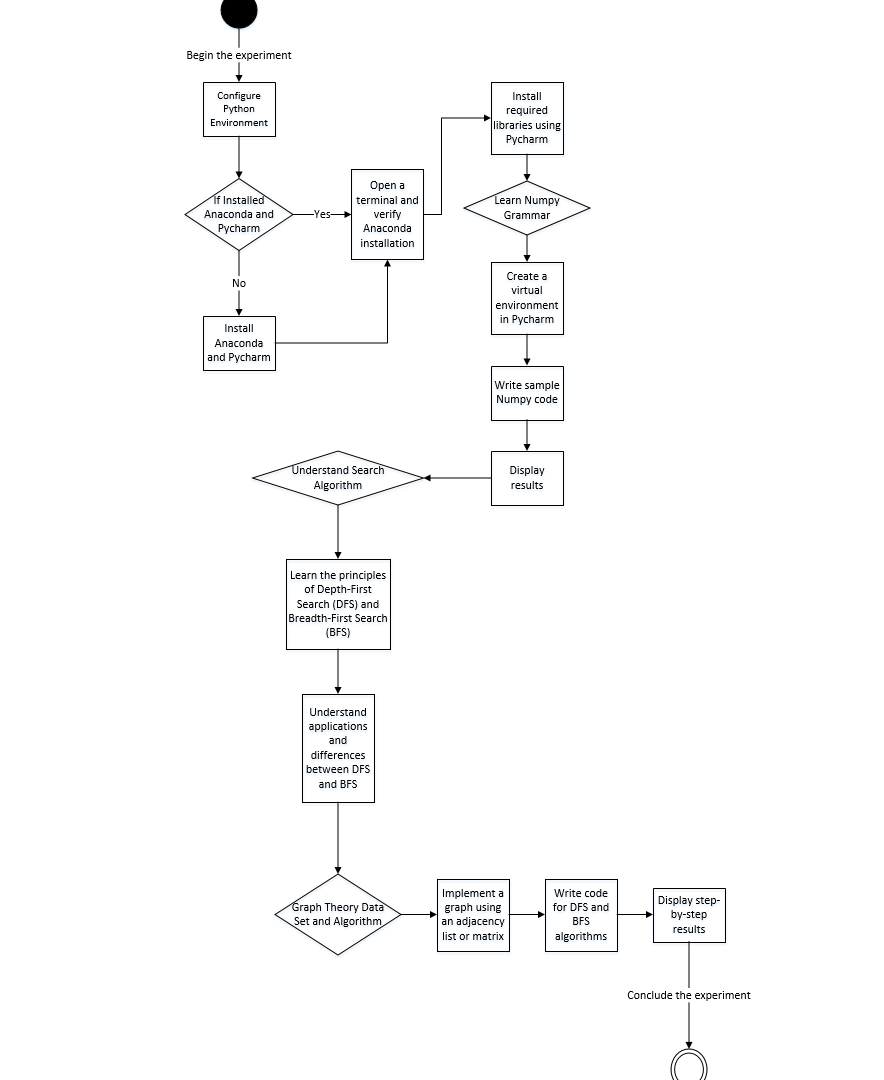 Begin the experiment
Configure
Python
Environment
If Installed
Anaconda and
Pycharm
Yes
No
Install
Anaconda
and Pycharm
Open a
terminal and
verify
Anaconda
installation
Install
required
libraries using
Pycharm
Learn Numpy
Grammar
Create a
virtual
environment
in Pycharm
Write sample
Numpy code
Display
results
Understand Search
Algorithm
Learn the principles
of Depth-First
Search (DFS) and
Breadth-First Search
(BFS)
Understand
applications
and
differences
between DFS
and BFS
Graph Theory Data
Set and Algorithm
Implement a
graph using
an adjacency
list or matrix
Write code
for DFS and
BFS
algorithms
Display step-
by-step
results
Conclude the experiment